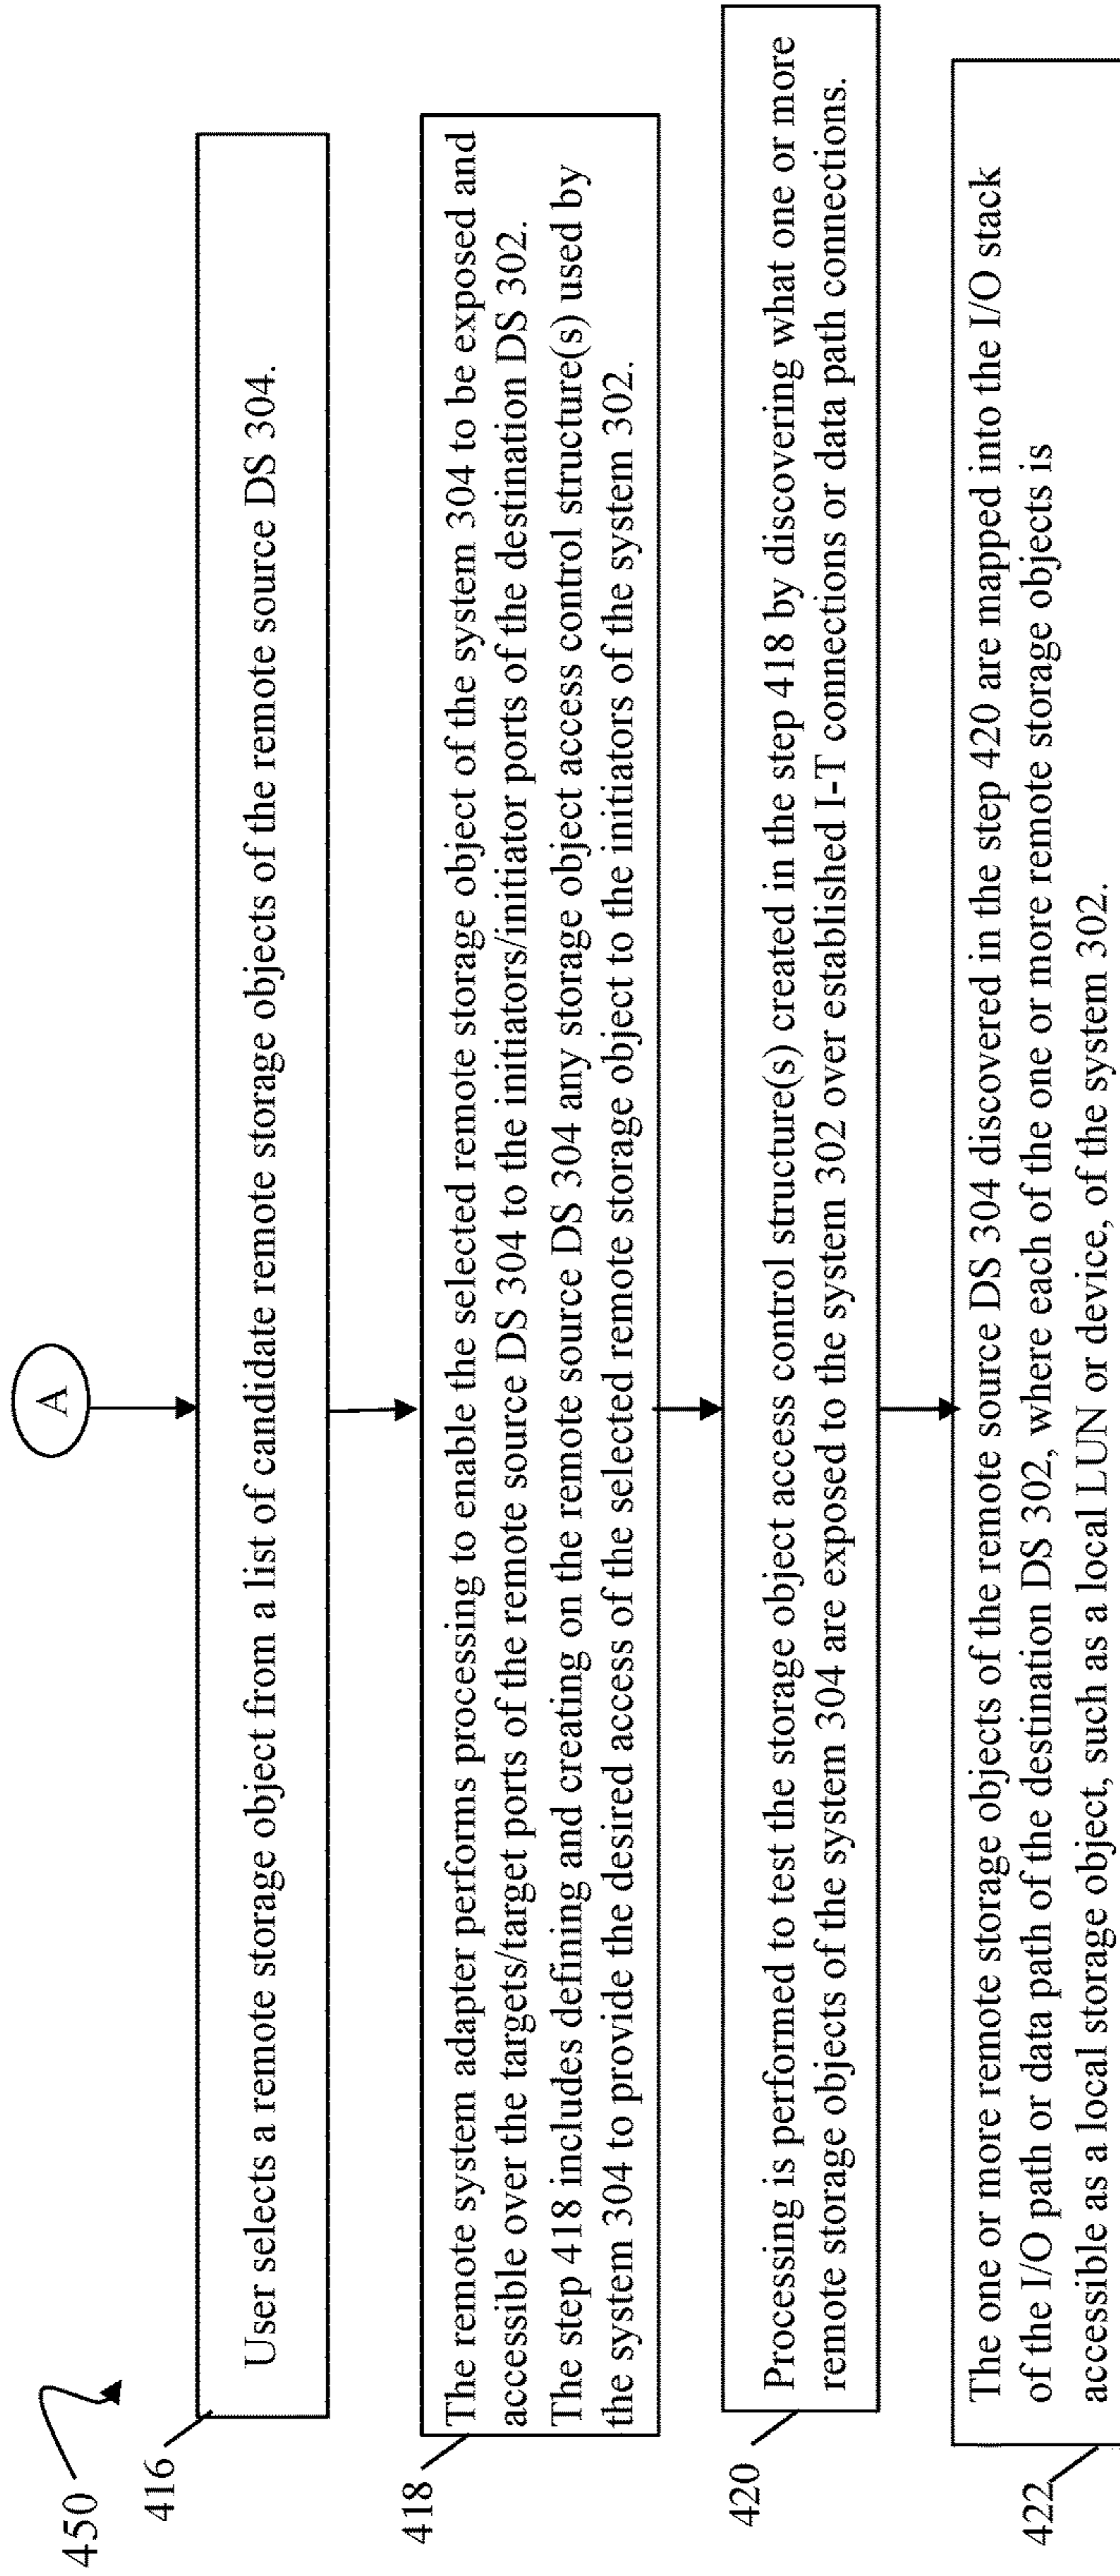 450
A
416
User selects a remote storage object from a list of candidate remote storage objects of the remote source DS 304.
418
The remote system adapter performs processing to enable the selected remote storage object of the system 304 to be exposed and
accessible over the targets/target ports of the remote source DS 304 to the initiators/initiator ports of the destination DS 302.
The step 418 includes defining and creating on the remote source DS 304 any storage object access control structure(s) used by
the system 304 to provide the desired access of the selected remote storage object to the initiators of the system 302.
420
Processing is performed to test the storage object access control structure(s) created in the step 418 by discovering what one or more
remote storage objects of the system 304 are exposed to the system 302 over established I-T connections or data path connections.
422
The one or more remote storage objects of the remote source DS 304 discovered in the step 420 are mapped into the I/O stack
of the I/O path or data path of the destination DS 302, where each of the one or more remote storage objects is
accessible as a local storage object, such as a local LUN or device, of the system 302.